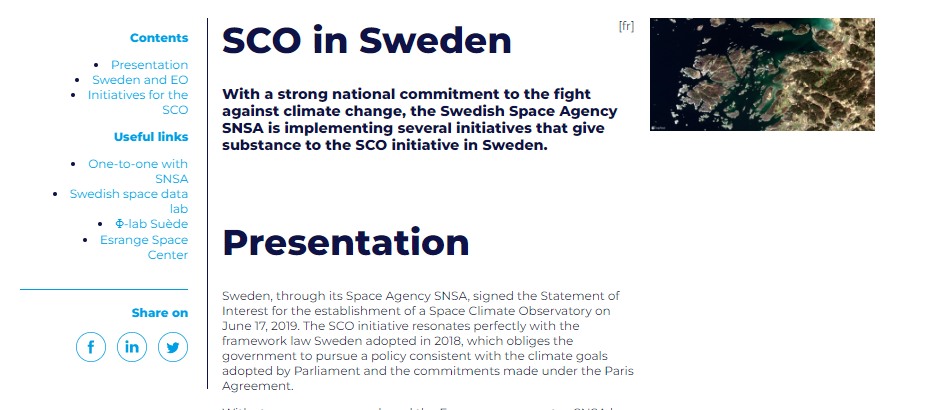 Contents
Presentation
Sweden and EO
Initiatives for the
SCO
Useful links
One-to-one with
SNSA
Swedish space data
lab
Φ-lab Suède
Esrange Space
Center
Share on
SCO in Sweden
[fr]
With a strong national commitment to the fight
against climate change, the Swedish Space Agency
SNSA is implementing several initiatives that give
substance to the SCO initiative in Sweden.
Presentation
Sweden, through its Space Agency SNSA, signed the Statement of
Interest for the establishment of a Space Climate Observatory on
June 17, 2019. The SCO initiative resonates perfectly with the
framework law Sweden adopted in 2018, which obliges the
government to pursue a policy consistent with the climate goals
adopted by Parliament and the commitments made under the Paris
Agreement.